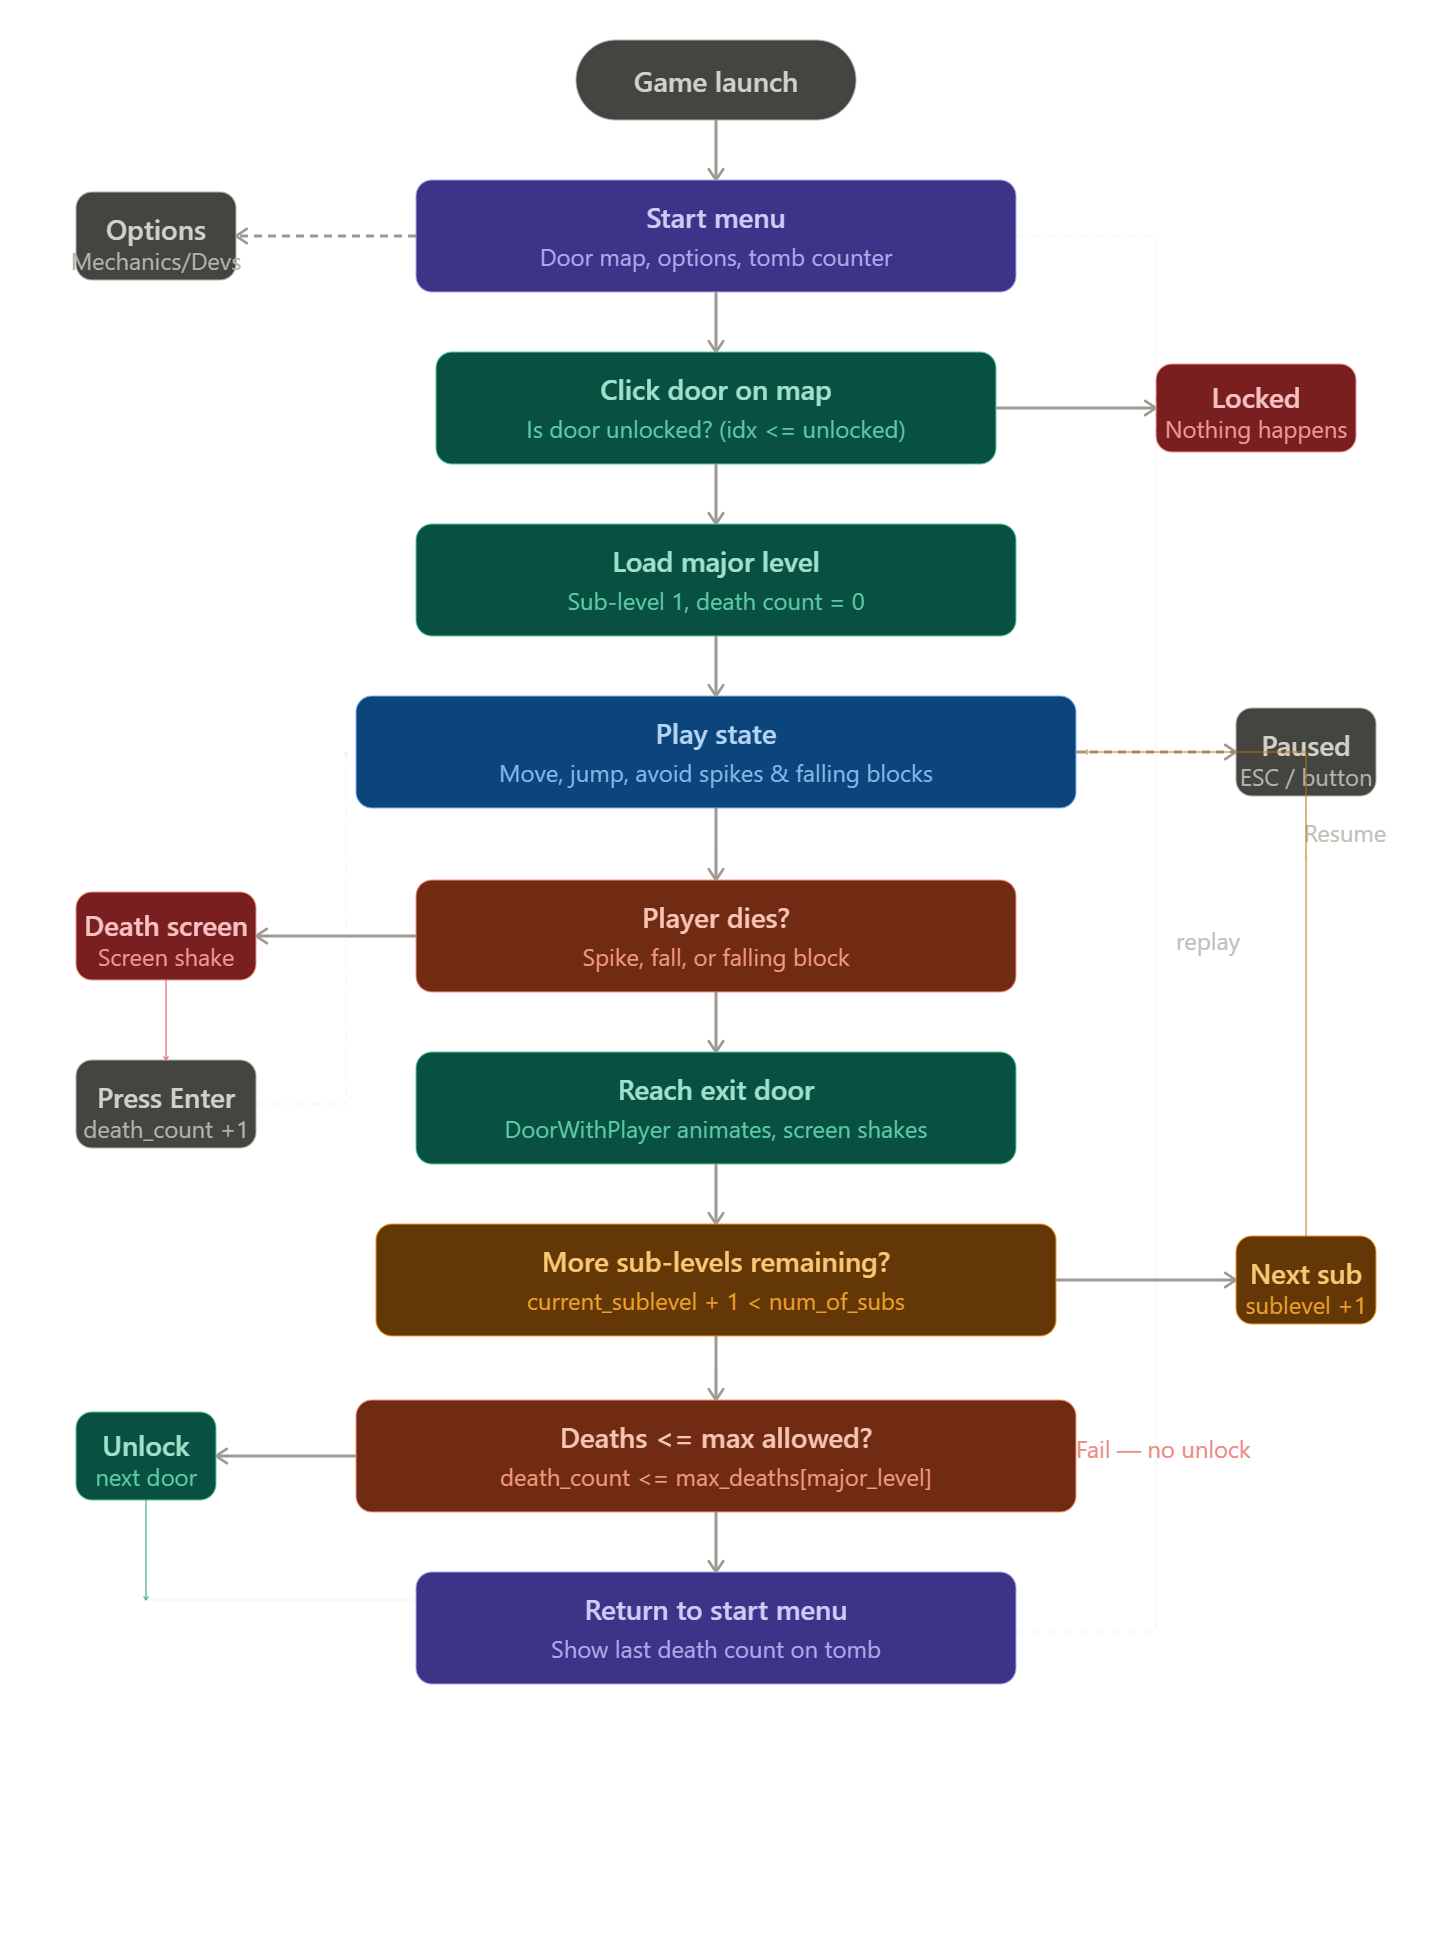 Game launch
Start menu
Door map, options, tomb counter
Options
Mechanics/Devs
Click door on map
Is door unlocked? (idx <= unlocked)
Locked
Nothing happens
Load major level
Sub-level 1, death count = 0
Play state
Move, jump, avoid spikes & falling blocks
Paused
ESC / button
Resume
Player dies?
Spike, fall, or falling block
Death screen
Screen shake
replay
Press Enter
death_count +1
Reach exit door
DoorWithPlayer animates, screen shakes
More sub-levels remaining?
current_sublevel + 1 < num_of_subs
Next sub
sublevel +1
Deaths <= max allowed?
death_count <= max_deaths[major_level]
Fail — no unlock
Unlock
next door
Return to start menu
Show last death count on tomb